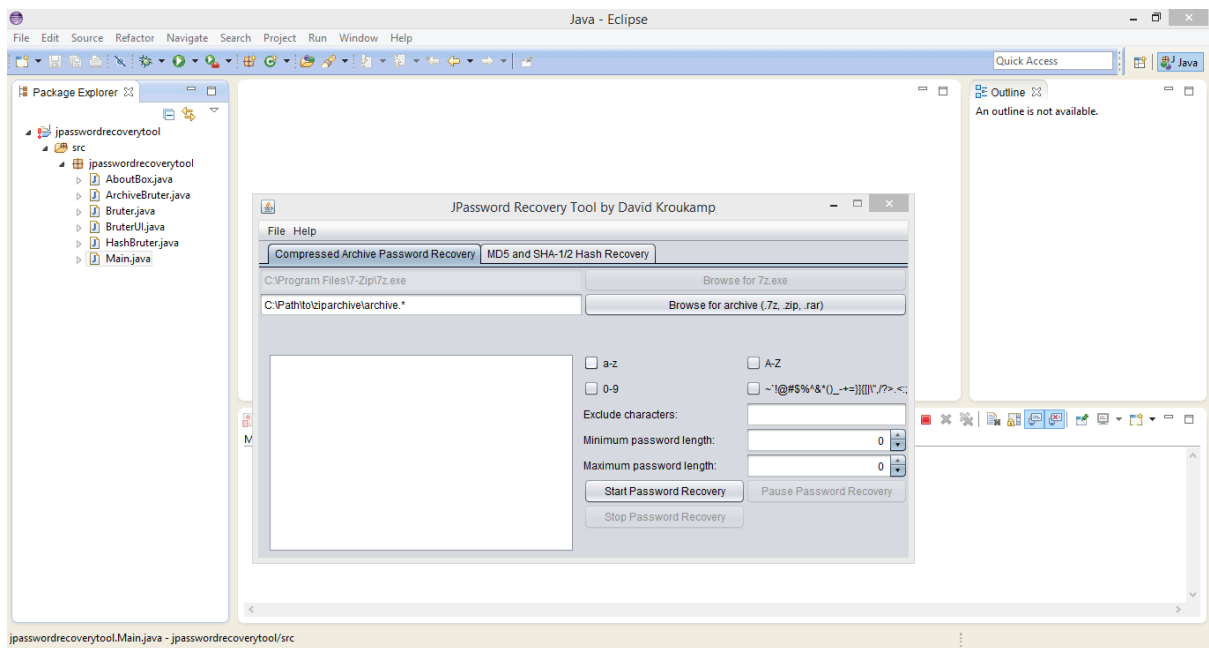 Java - Eclipse
File Edit Source Refactor Navigate Search Project Run Window Help
Quick Access
Java
Package Explorer
jpasswordrecoverytool
src
jpasswordrecoverytool
AboutBox.java
ArchiveBruter.java
Bruter.java
BruterUI.java
HashBruter.java
Main.java
Outline
An outline is not available.
JPassword Recovery Tool by David Kroukamp
File Help
Compressed Archive Password Recovery MD5 and SHA-1/2 Hash Recovery
C:\Program Files\7-Zip\7z.exe Browse for 7z.exe
C:\Path\to\ziparchive\archive.* Browse for archive (.7z, .zip, .rar)
a-z A-Z
0-9
Exclude characters:
Minimum password length: 0
Maximum password length: 0
Start Password Recovery Pause Password Recovery
Stop Password Recovery
jpasswordrecoverytool.Main.java - jpasswordrecoverytool/src